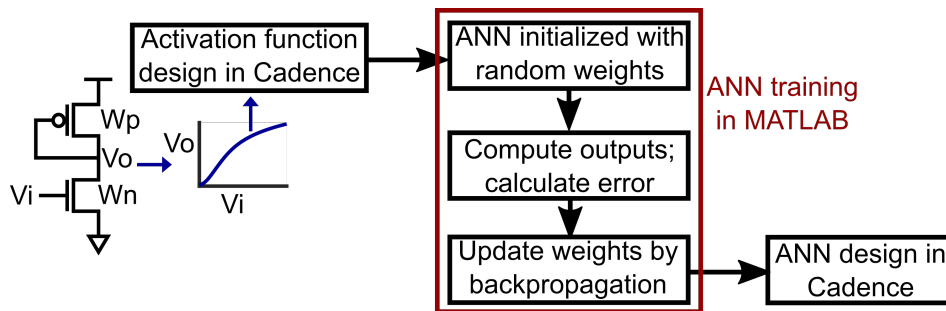 Activation function
design in Cadence
Wp
Vo
Vi
Wn
Vo
Vi
ANN initialized with
random weights
Compute outputs;
calculate error
Update weights by
backpropagation
ANN training
in MATLAB
ANN design in
Cadence